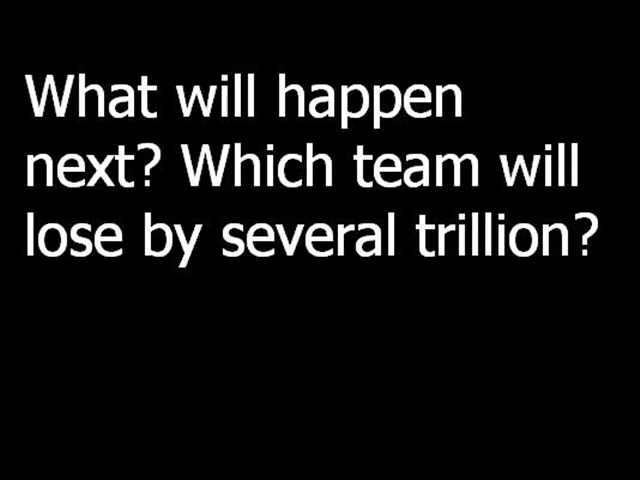 What will happen
next? Which team will
lose by several trillion?